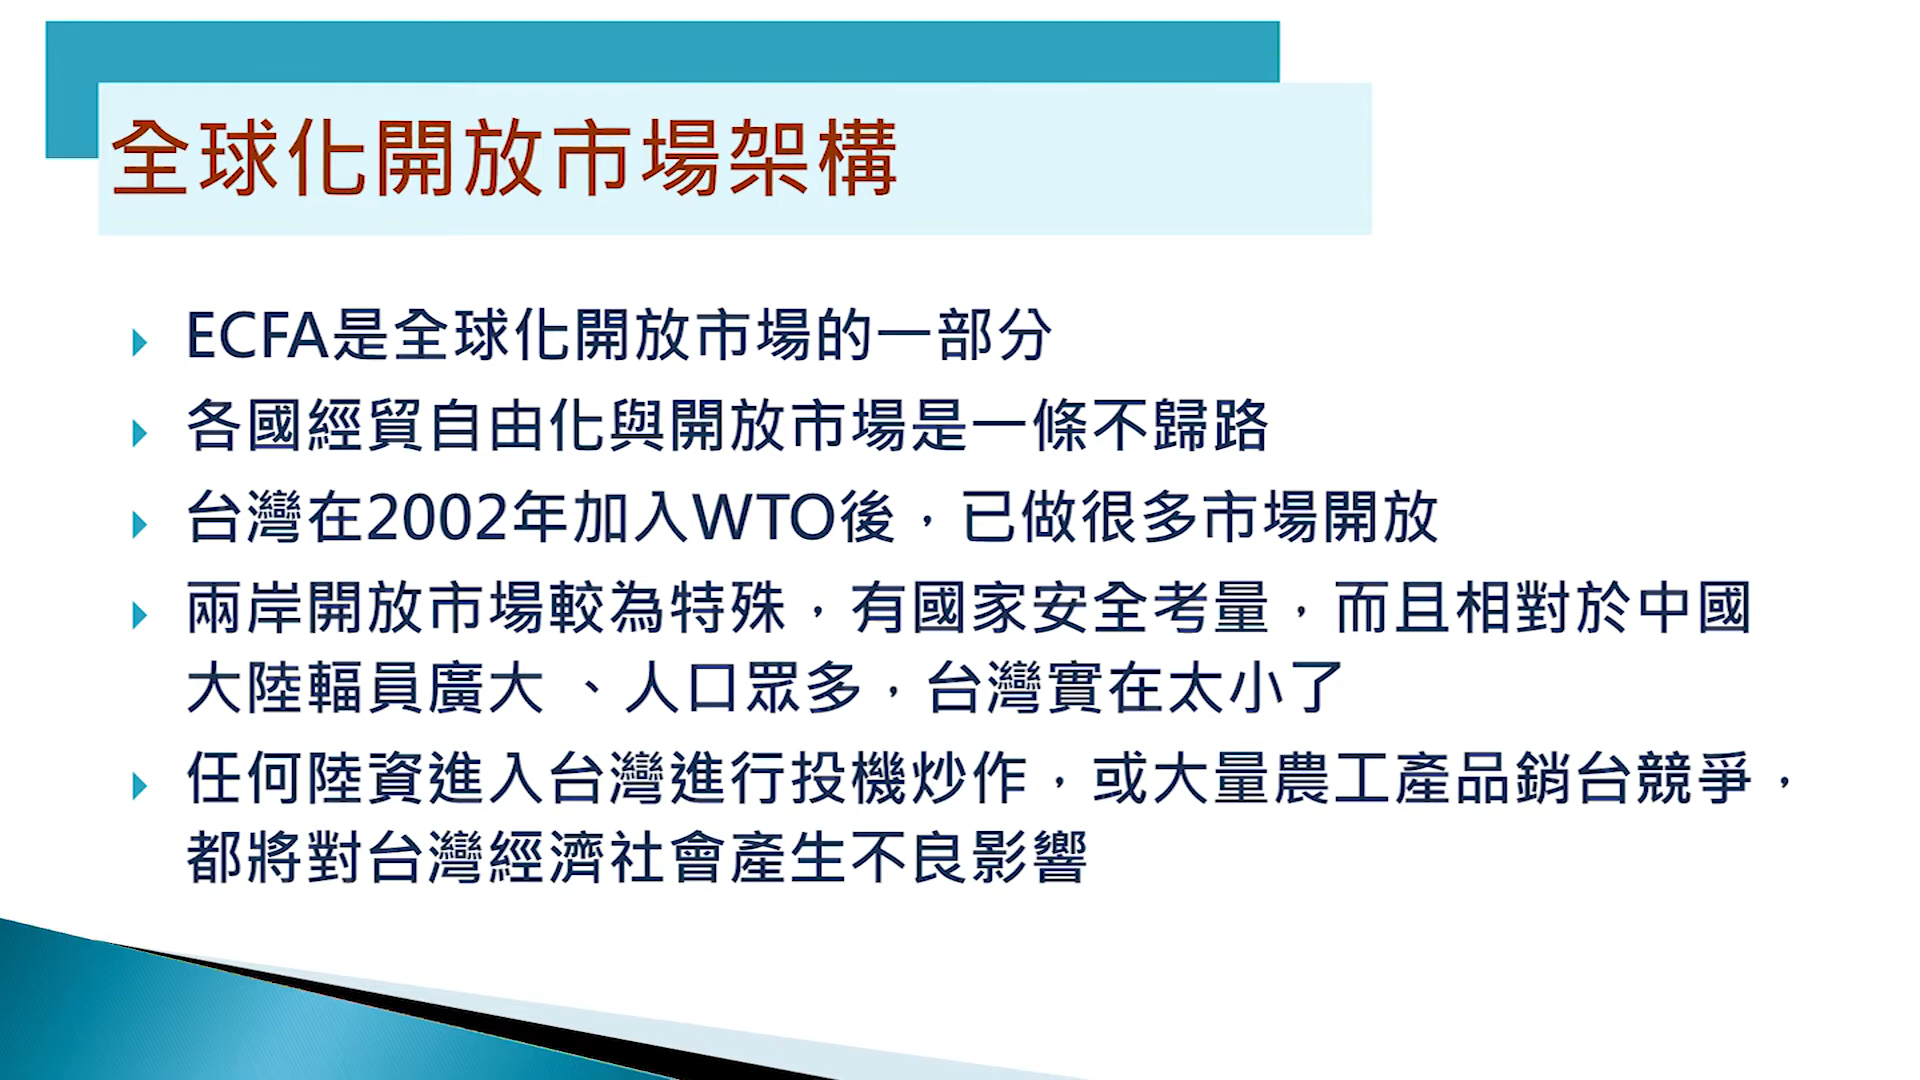 全球化開放市場架構
ECFA是全球化開放市場的一部分
各國經貿自由化與開放市場是一條不歸路
台灣在2002年加入WTO後，已做很多市場開放
兩岸開放市場較為特殊，有國家安全考量，而且相對於中國
大陸輻員廣大 、人口眾多，台灣實在太小了
任何陸資進入台灣進行投機炒作，或大量農工產品銷台競爭，
都將對台灣經濟社會產生不良影響